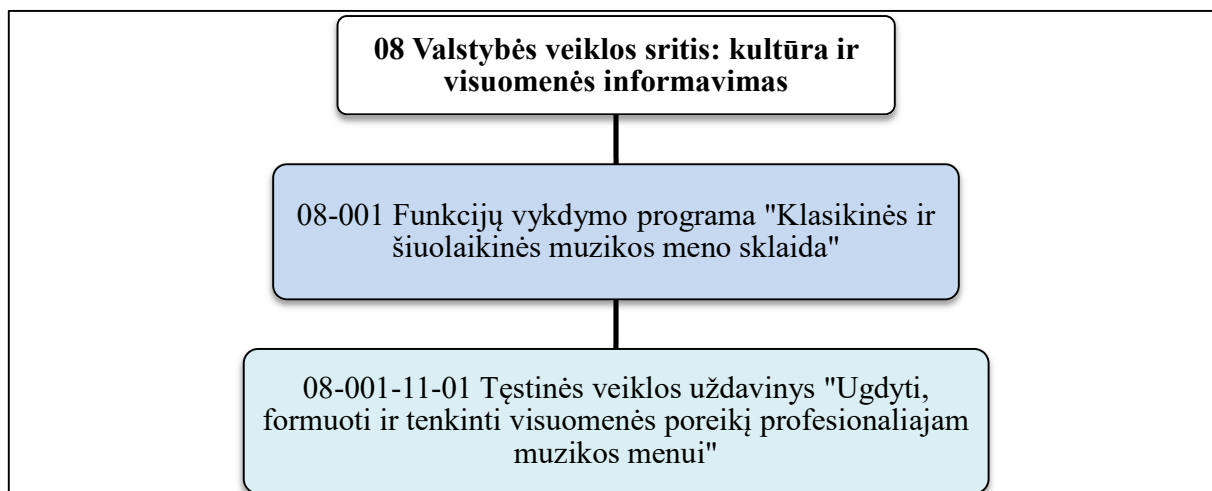 08 Valstybės veiklos sritis: kultūra ir
visuomenės informavimas
08-001 Funkcijų vykdymo programa "Klasikinės ir
šiuolaikinės muzikos meno sklaida"
08-001-11-01 Tęstinės veiklos uždavinys "Ugdyti,
formuoti ir tenkinti visuomenės poreikį profesionaliajam
muzikos menui"